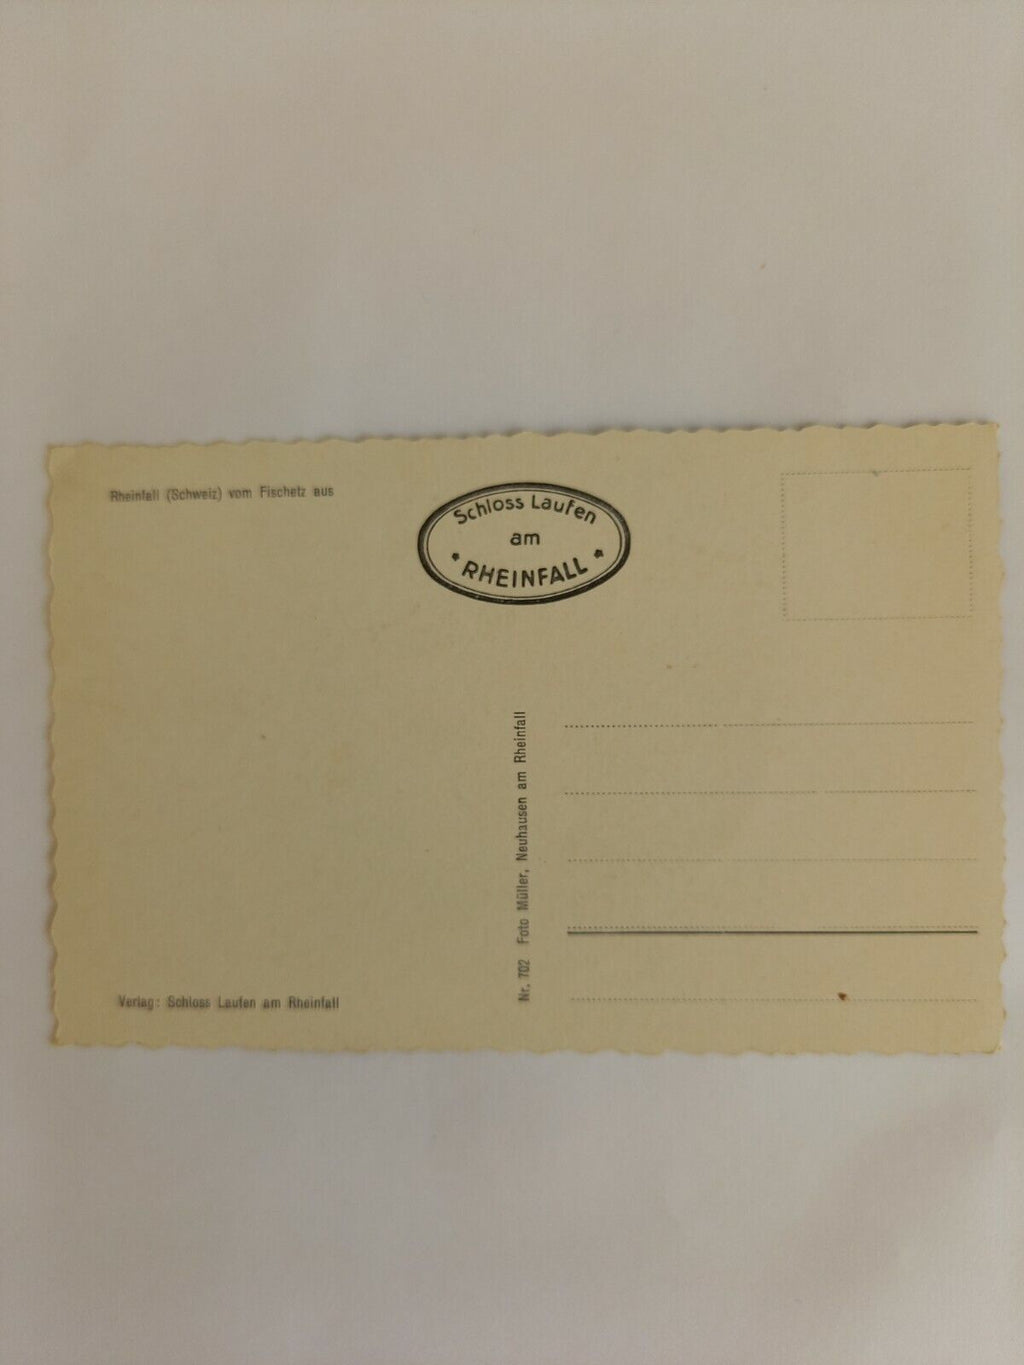 Rheinfall (Schweiz) vom Fischetz aus
Schloss Laufen
am
* RHEINFALL *
Nr. 702 Foto Müller, Neuhausen am Rheinfall
Verlag: Schloss Laufen am Rheinfall